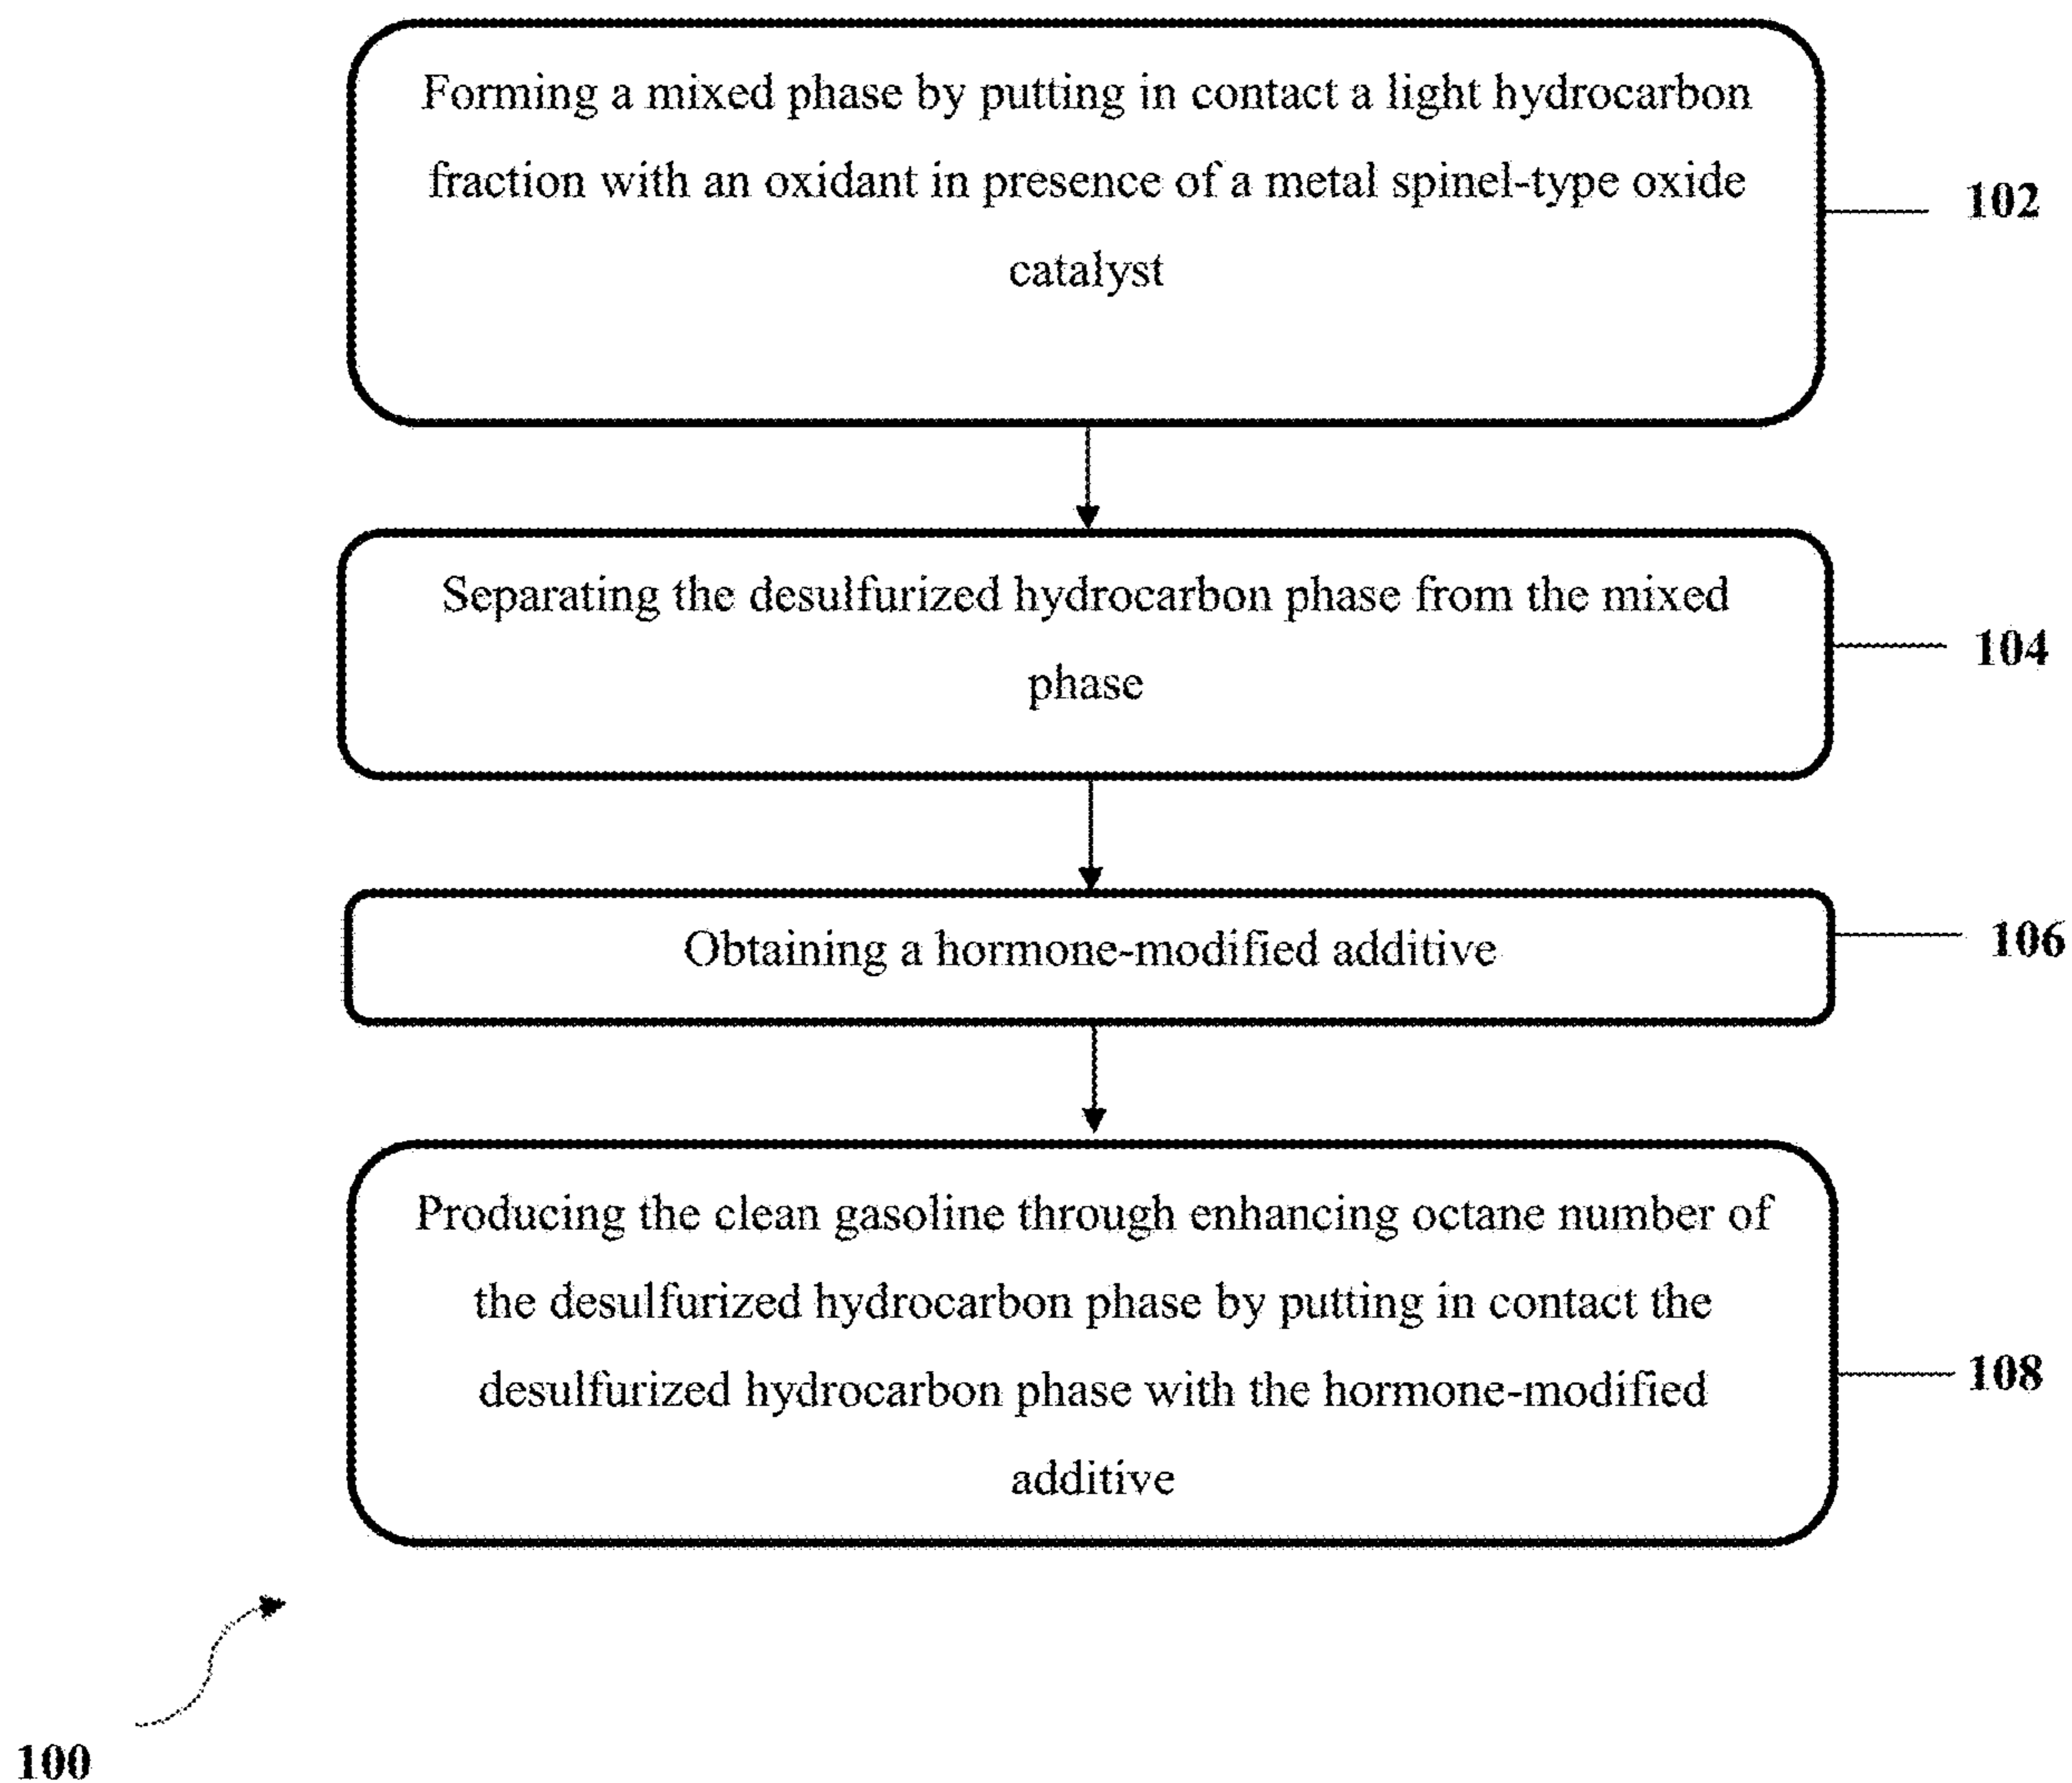 Forming a mixed phase by putting in contact a light hydrocarbon
fraction with an oxidant in presence of a metal spinel-type oxide
catalyst
102
Separating the desulfurized hydrocarbon phase from the mixed
phase
104
Obtaining a hormone-modified additive
106
Producing the clean gasoline through enhancing octane number of
the desulfurized hydrocarbon phase by putting in contact the
desulfurized hydrocarbon phase with the hormone-modified
additive
108
100